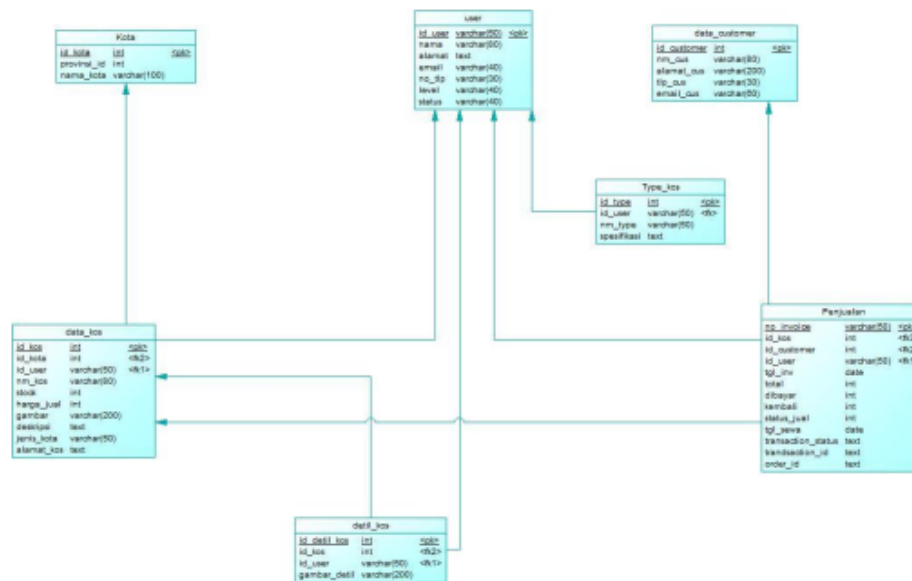 Kota
id_kota int <pk>
provinsi_id int
nama_kota varchar(100)
user
id_user varchar(50) <pk>
nama varchar(80)
alamat text
email varchar(40)
no_tlp varchar(30)
level varchar(40)
status varchar(40)
data_customer
id_customer int <pk>
nm_cus varchar(80)
alamat_cus varchar(200)
tlp_cus varchar(30)
email_cus varchar(50)
Type_kos
id_type int <pk>
id_user varchar(50) <fk>
nm_type varchar(50)
spesifikasi text
data_kos
id_kos int <pk>
id_kota int <fk2>
id_user varchar(50) <fk1>
nm_kos varchar(80)
stock int
harga_jual int
gambar varchar(200)
deskripsi text
jenis_kota varchar(50)
alamat_kos text
Penjualan
no_invoice varchar(50) <pk
id_kos int
id_customer int
id_user varchar(50)
tgl_inv date
total int
dibayar int
kembali int
status_jual int
tgl_sewa date
transaction_status text
trandsaction_id text
order_id text
detil_kos
id_detil_kos int <pk>
id_kos int <fk2>
id_user varchar(50) <fk1>
gambar_detil varchar(200)